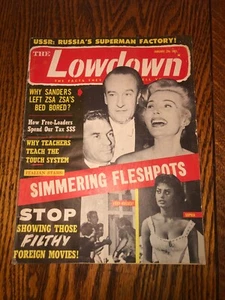 USSR: RUSSIA'S SUPERMAN FACTORY!
THE
Lowdown
WHY SANDERS
LEFT ZSA ZSA'S
BED BORED?
How Free-Loaders
Spend Our Tax $$$
WHY TEACHERS
TEACH THE
TOUCH SYSTEM
SIMMERING FLESHPOTS
STOP
SHOWING THOSE
FILTHY
FOREIGN MOVIES!